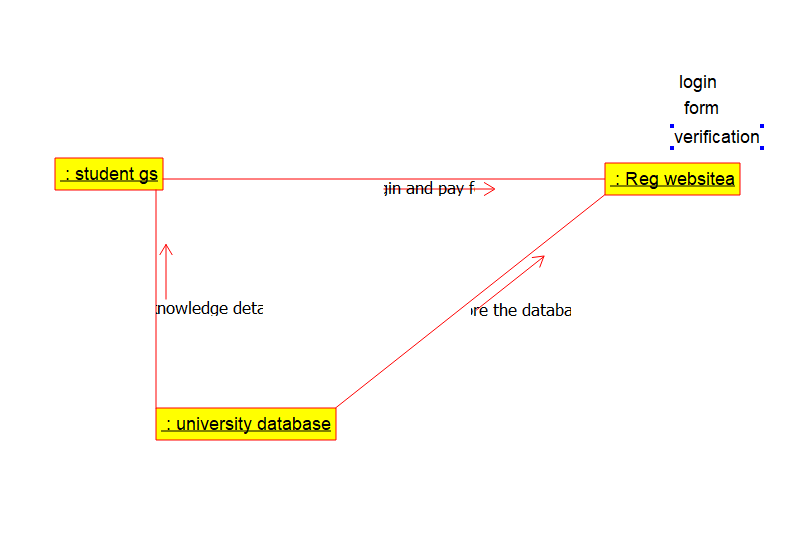 login
form
verification
: student gs
: Reg websitea
gin and pay f
nowledge deta
ore the databa
: university database